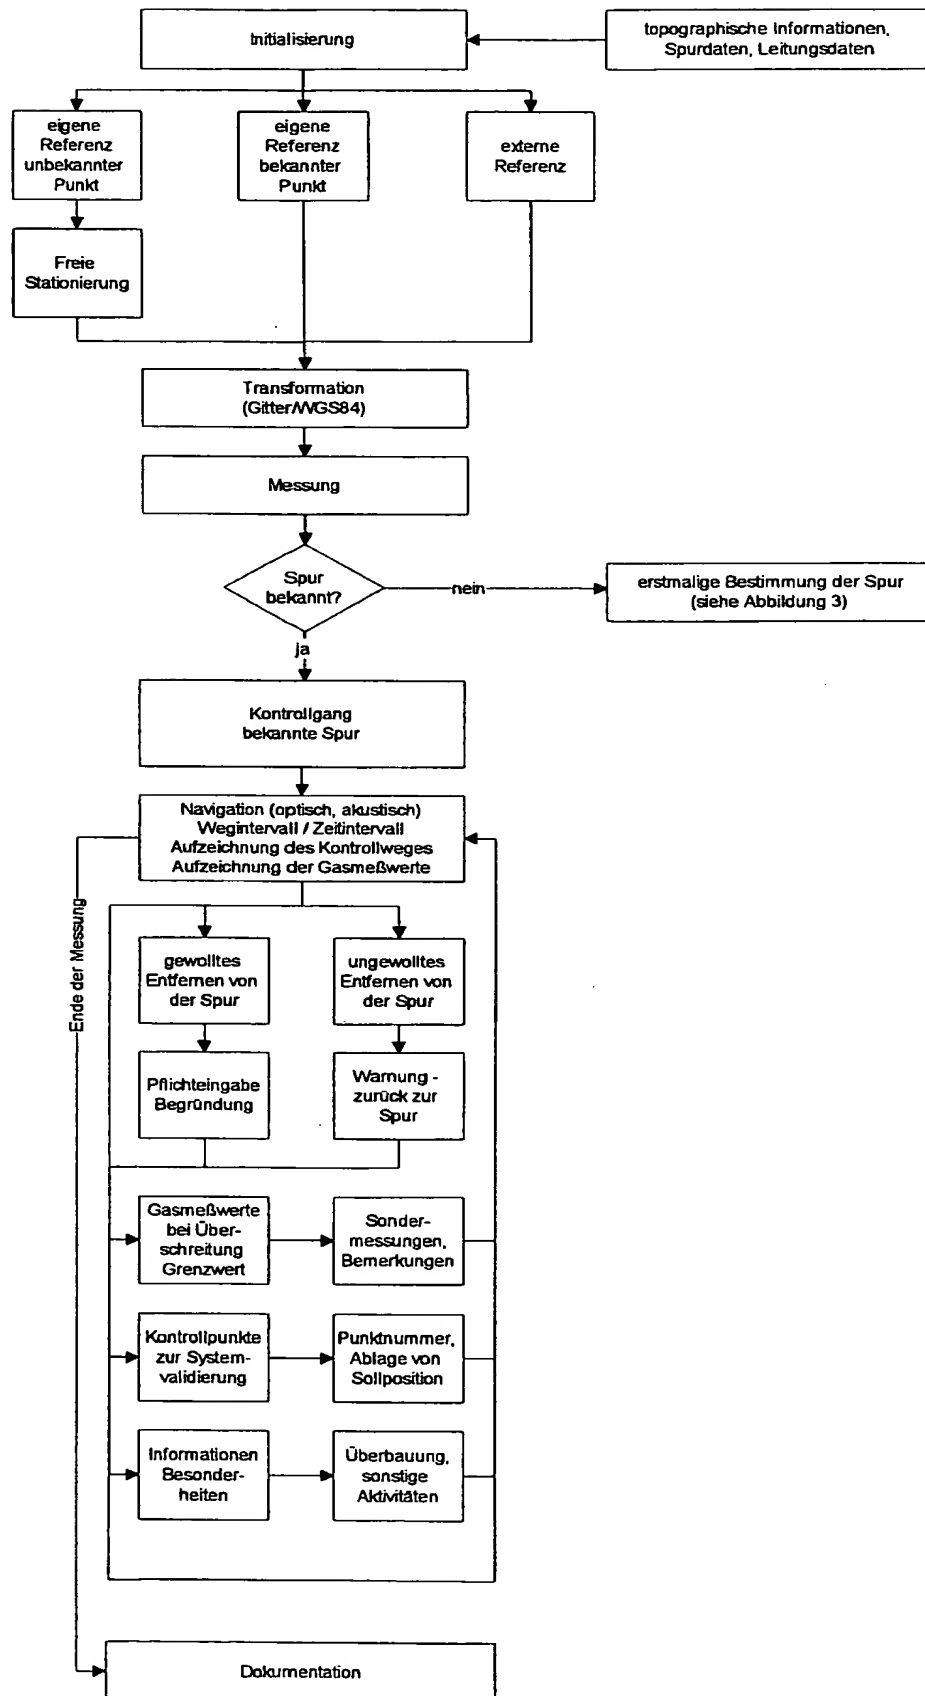 Initialisierung
topographische Informationen,
Spurdaten, Leitungsdaten
eigene
Referenz
unbekannter
Punkt
eigene
Referenz
bekannter
Punkt
externe
Referenz
Freie
Stationierung
Transformation
(Gitter/WGS84)
Messung
Spur
bekannt?
nein
erstmalige Bestimmung der Spur
(siehe Abbildung 3)
ja
Kontrollgang
bekannte Spur
Navigation (optisch, akustisch)
Wegintervall / Zeitintervall
Aufzeichnung des Kontrollweges
Aufzeichnung der Gasmeßwerte
Ende der Messung
gewolltes
Entfernen von
der Spur
ungewolltes
Entfernen von
der Spur
Pflichteingabe
Begründung
Warnung -
zurück zur
Spur
Gasmeßwerte
bei Über-
schreitung
Grenzwert
Sonder-
messungen,
Bemerkungen
Kontrollpunkte
zur System-
validierung
Punktnummer,
Ablage von
Sollposition
Informationen
Besonder-
heiten
Überbauung,
sonstige
Aktivitäten
Dokumentation